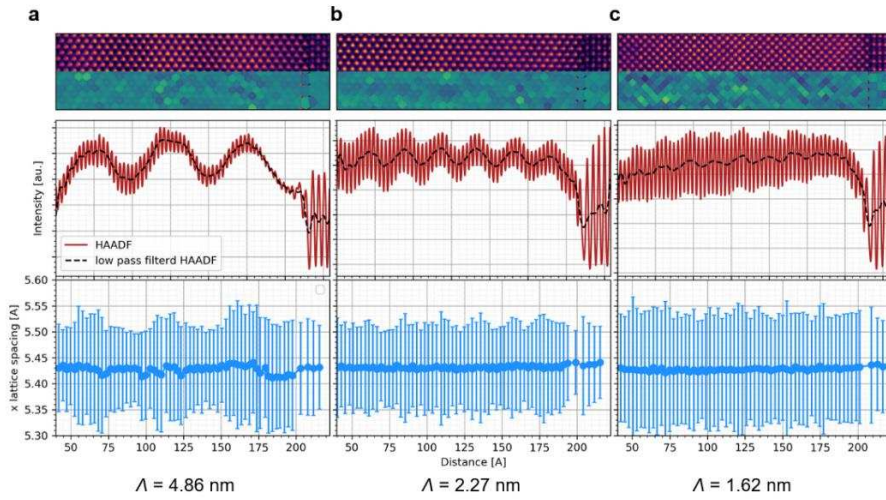 a b c
Intensity [au.]
HAADF
low pass filterd HAADF
5.60
5.55
5.50
5.45
5.40
5.35
5.30
x lattice spacing [A]
50 75 100 125 150 175 200
50 75 100 125 150 175 200
50 75 100 125 150 175 200
Distance [A]
Λ = 4.86 nm Λ = 2.27 nm Λ = 1.62 nm